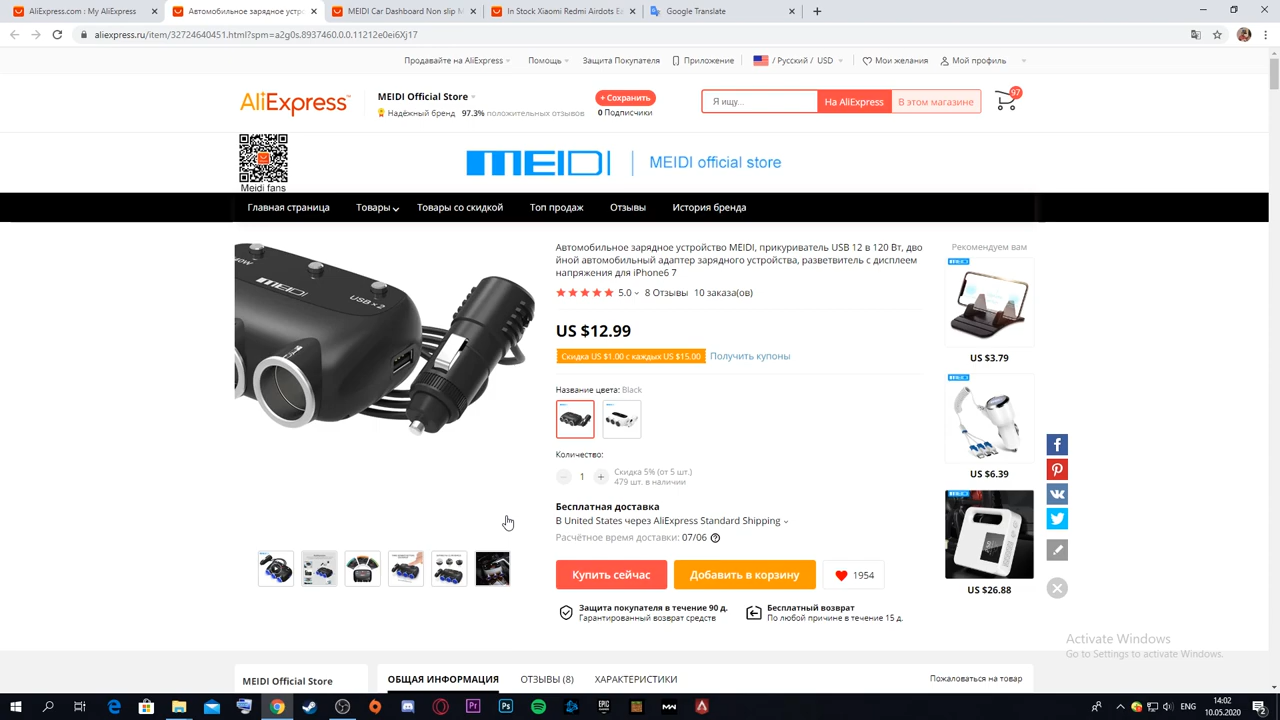 AliExpress.com - Мои Заказы
Автомобильное зарядное устро
MEIDI Car Dashboard Non slip M
In Stock Xiaomi Redmi Airdots Ea
Google Translate
aliexpress.ru/item/32724640451.html?spm=a2g0s.8937460.0.0.11212e0ei6Xj17
Продавайте на AliExpress
Помощь
Защита Покупателя
Приложение
/ Русский / USD
Мои желания
Мой профиль
AliExpress
MEIDI Official Store
Надёжный бренд 97.3% положительных отзывов
+ Сохранить
0 Подписчики
Я ищу...
На AliExpress
В этом магазине
97
Meidi fans
MEIDI
MEIDI official store
Главная страница
Товары
Товары со скидкой
Топ продаж
Отзывы
История бренда
MEIDI
USB×2
Автомобильное зарядное устройство MEIDI, прикуриватель USB 12 в 120 Вт, дво
йной автомобильный адаптер зарядного устройства, разветвитель с дисплеем
напряжения для iPhone6 7
5.0
8 Отзывы
10 заказа(ов)
US $12.99
Скидка US $1.00 с каждых US $15.00
Получить купоны
Название цвета: Black
Количество:
1
Скидка 5% (от 5 шт.)
479 шт. в наличии
Бесплатная доставка
В United States через AliExpress Standard Shipping
Расчётное время доставки: 07/06
Купить сейчас
Добавить в корзину
1954
Защита покупателя в течение 90 д.
Гарантированный возврат средств
Бесплатный возврат
По любой причине в течение 15 д.
Рекомендуем вам
US $3.79
US $6.39
US $26.88
Activate Windows
Go to Settings to activate Windows.
MEIDI Official Store
ОБЩАЯ ИНФОРМАЦИЯ
ОТЗЫВЫ (8)
ХАРАКТЕРИСТИКИ
Пожаловаться на товар
ENG
14:02
10.05.2020
2